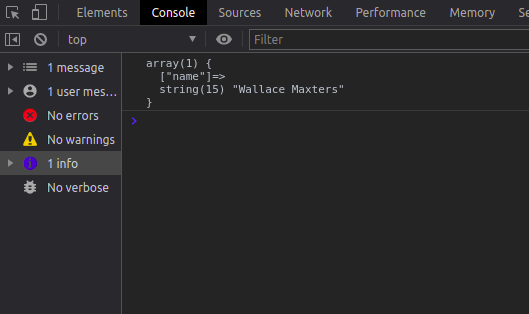 Elements Console Sources Network Performance Memory
top Filter
1 message
1 user mes...
No errors
No warnings
1 info
No verbose
array(1) {
["name"]=>
string(15) "Wallace Maxters"
}